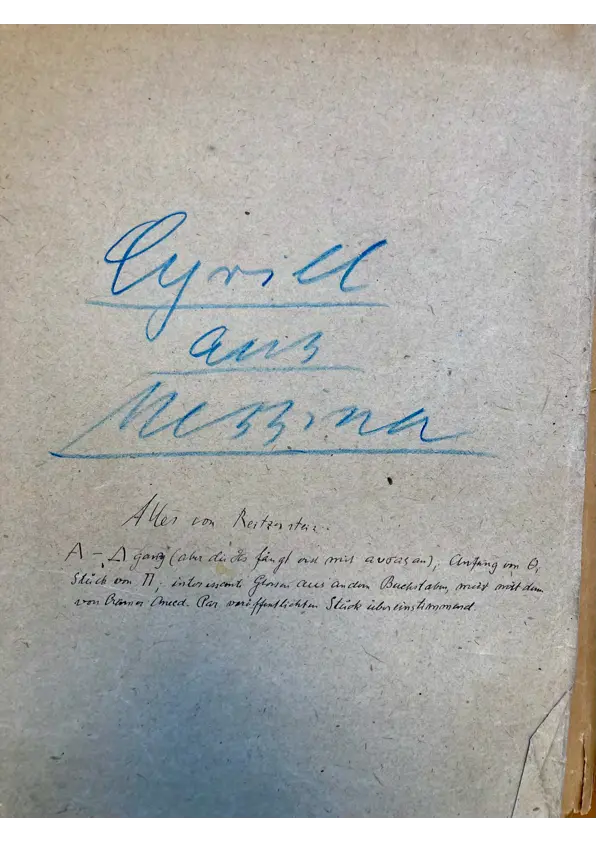 Cyrill
aus
Messina
Alles von Reitzenstein.
A – Δ ganz (aber die Hs fängt erst mit an), Anfang von Θ,
Stück von Π, interessante Glossen aus andern Buchstaben, meist mit dem
von Cramer Anecd. Par. veröffentlichten Stück übereinstimmend.